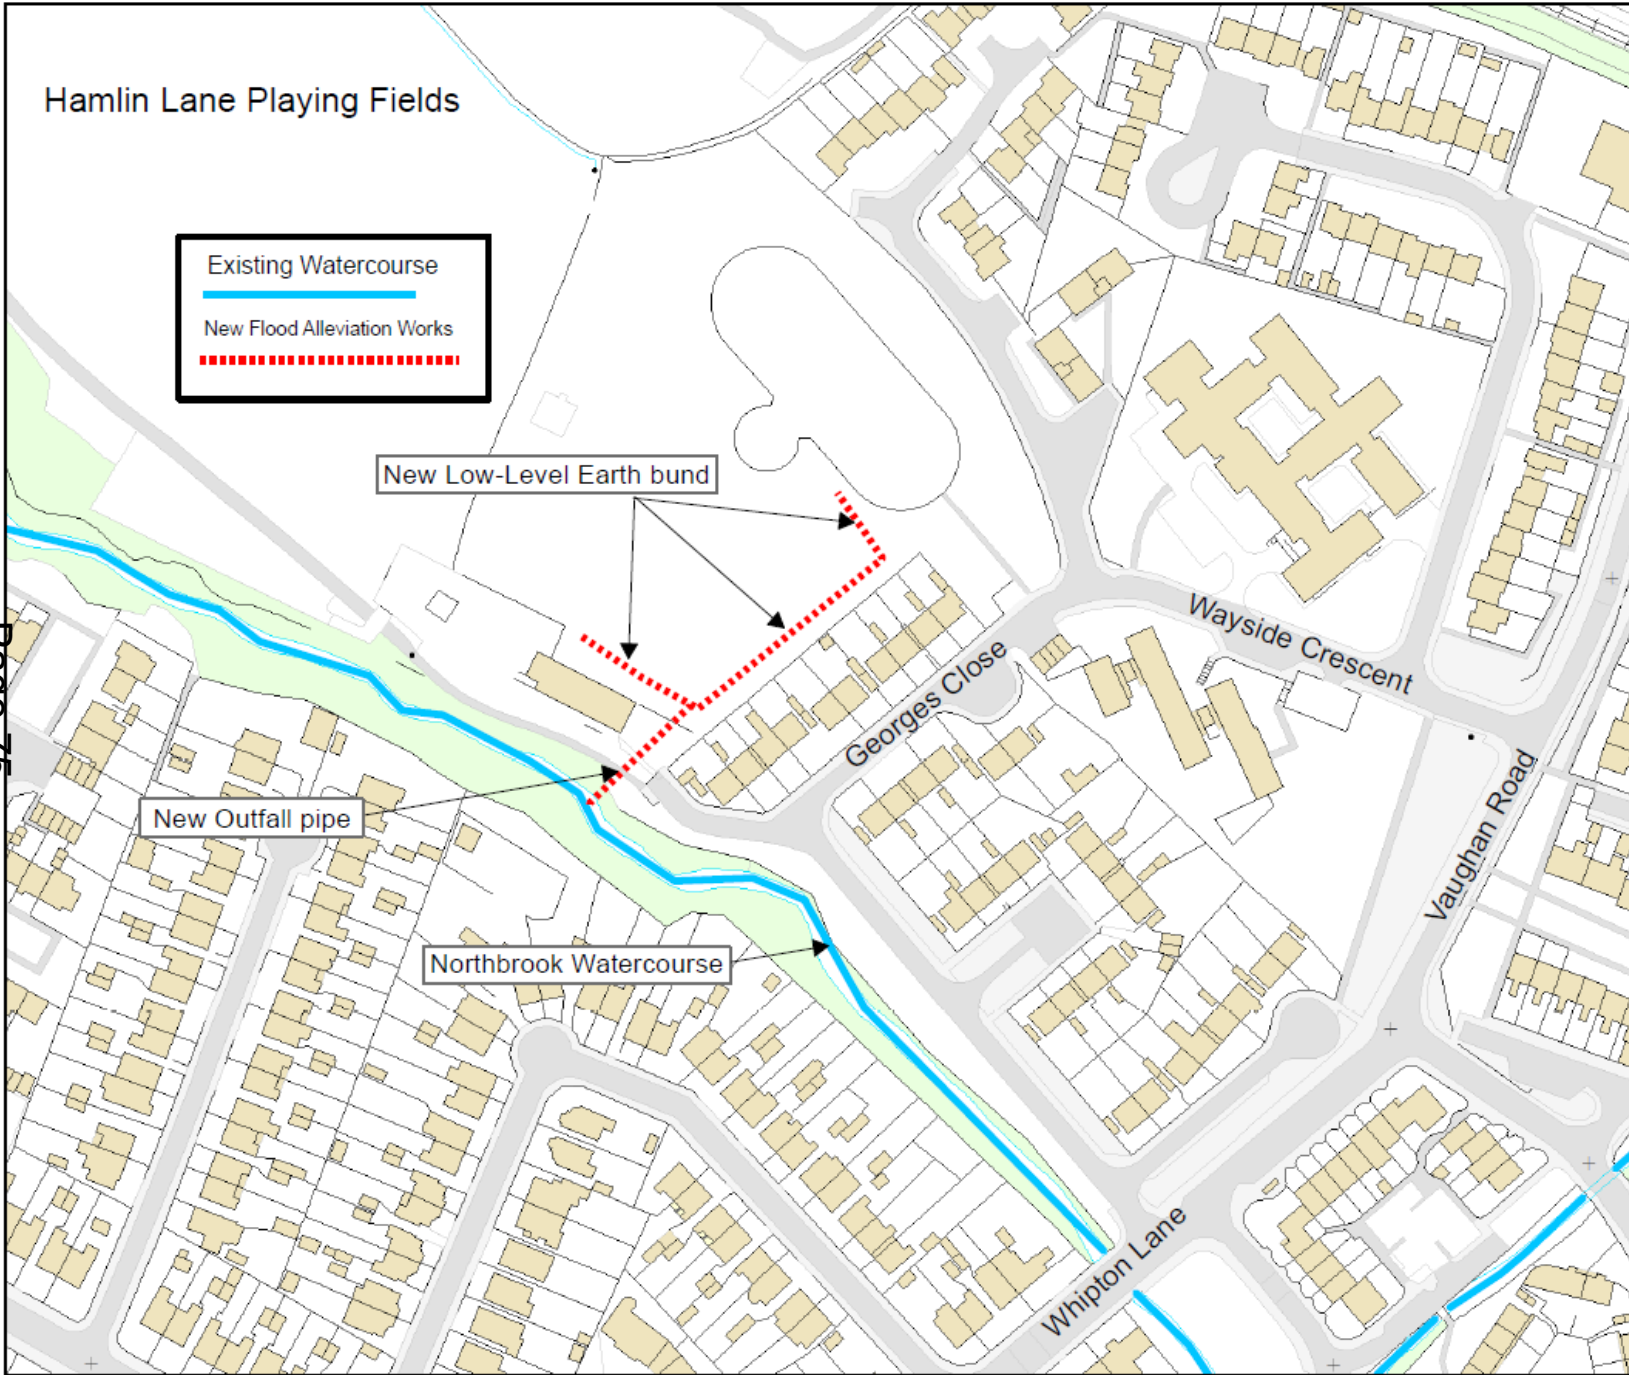 Hamlin Lane Playing Fields
Existing Watercourse
New Flood Alleviation Works
New Low-Level Earth bund
Wayside Crescent
Georges Close
New Outfall pipe
Vaughan Road
Northbrook Watercourse
Whipton Lane